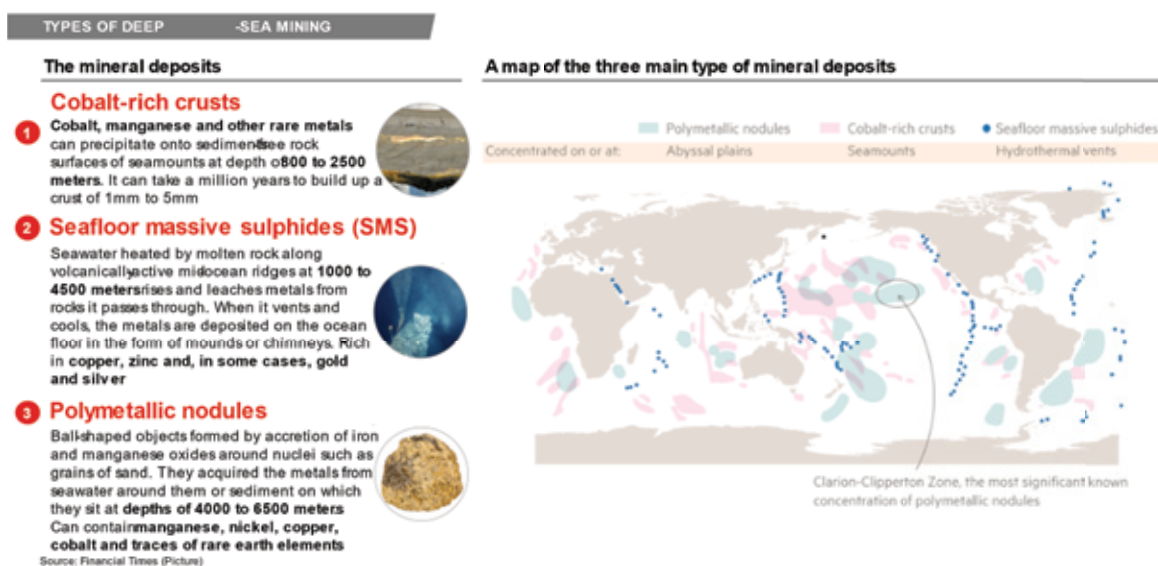 TYPES OF DEEP -SEA MINING
The mineral deposits
Cobalt-rich crusts
1
Cobalt, manganese and other rare metals
can precipitate onto sediment-free rock
surfaces of seamounts at depth o800 to 2500
meters. It can take a million years to build up a
crust of 1mm to 5mm
2
Seafloor massive sulphides (SMS)
Seawater heated by molten rock along
volcanically-active mid-ocean ridges at 1000 to
4500 meters rises and leaches metals from
rocks it passes through. When it vents and
cools, the metals are deposited on the ocean
floor in the form of mounds or chimneys. Rich
in copper, zinc and, in some cases, gold
and silver
3
Polymetallic nodules
Ball-shaped objects formed by accretion of iron
and manganese oxides around nuclei such as
grains of sand. They acquired the metals from
seawater around them or sediment on which
they sit at depths of 4000 to 6500 meters
Can contain manganese, nickel, copper,
cobalt and traces of rare earth elements
Source: Financial Times (Picture)
A map of the three main type of mineral deposits
Polymetallic nodules Cobalt-rich crusts Seafloor massive sulphides
Concentrated on or at: Abyssal plains Seamounts Hydrothermal vents
Clarion-Clipperton Zone, the most significant known
concentration of polymetallic nodules